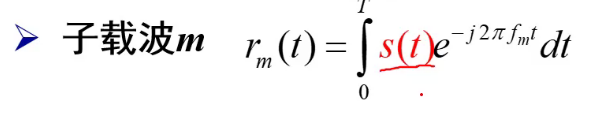 ➢ 子载波m r_m(t) = ∫_0^T s(t)e^{-j2πf_m t}dt